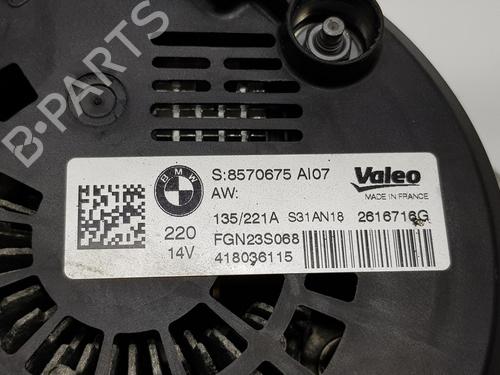 B-PARTS
BMW
S:8570675 AI07
AW:
Valeo
MADE IN FRANCE
135/221A S31AN18 2616716G
220
14V
FGN23S068
418036115